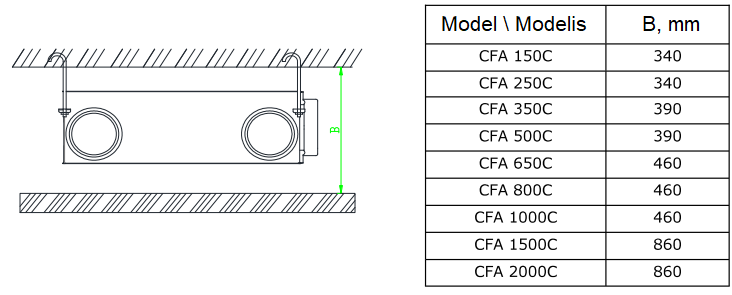 B
Model \ Modelis B, mm
CFA 150C 340
CFA 250C 340
CFA 350C 390
CFA 500C 390
CFA 650C 460
CFA 800C 460
CFA 1000C 460
CFA 1500C 860
CFA 2000C 860